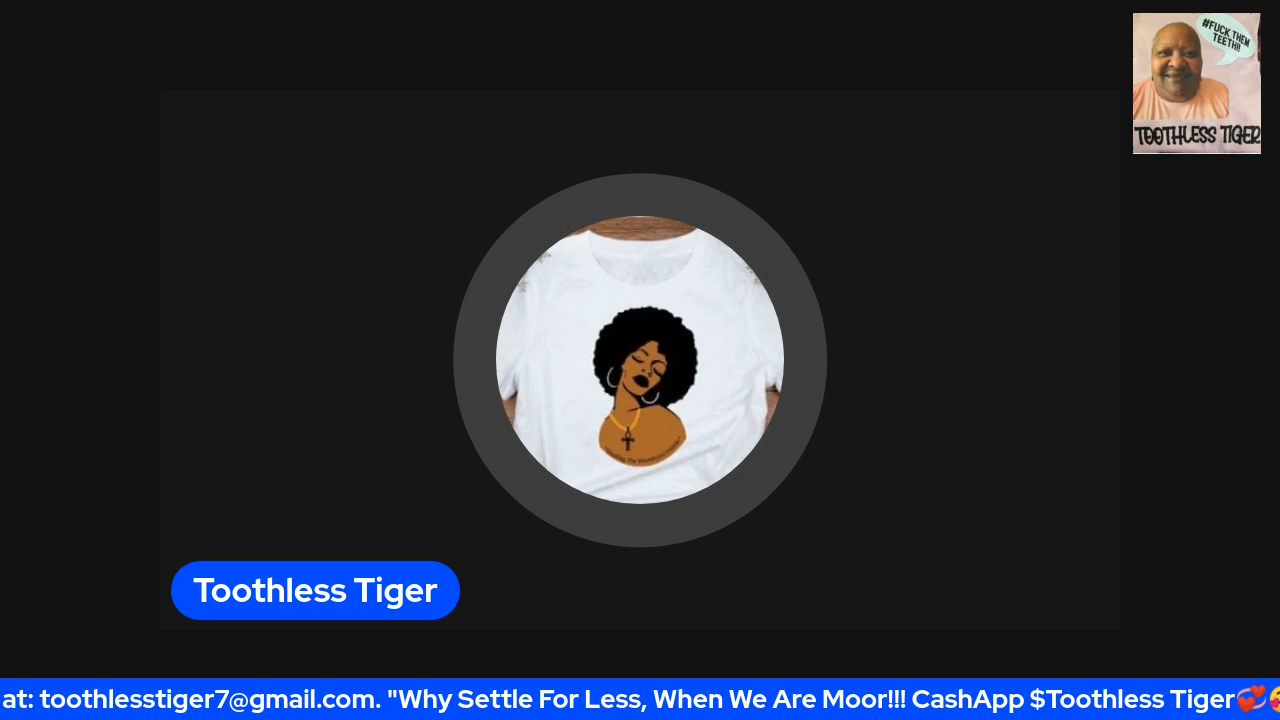 #FUCK THEM
TEETH!!
TOOTHLESS TIGER
Toothless Tiger
at: toothlesstiger7@gmail.com. "Why Settle For Less, When We Are Moor!!! CashApp $Toothless Tiger💞